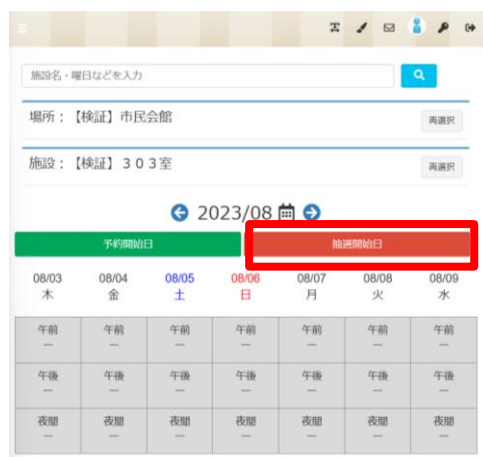 施設名・曜日などを入力
場所：【検証】市民会館
再選択
施設：【検証】３０３室
再選択
2023/08
予約開始日 抽選開始日
08/03 08/04 08/05 08/06 08/07 08/08 08/09
木 金 土 日 月 火 水
午前 午前 午前 午前 午前 午前 午前
― ― ― ― ― ― ―
午後 午後 午後 午後 午後 午後 午後
― ― ― ― ― ― ―
夜間 夜間 夜間 夜間 夜間 夜間 夜間
― ― ― ― ― ― ―